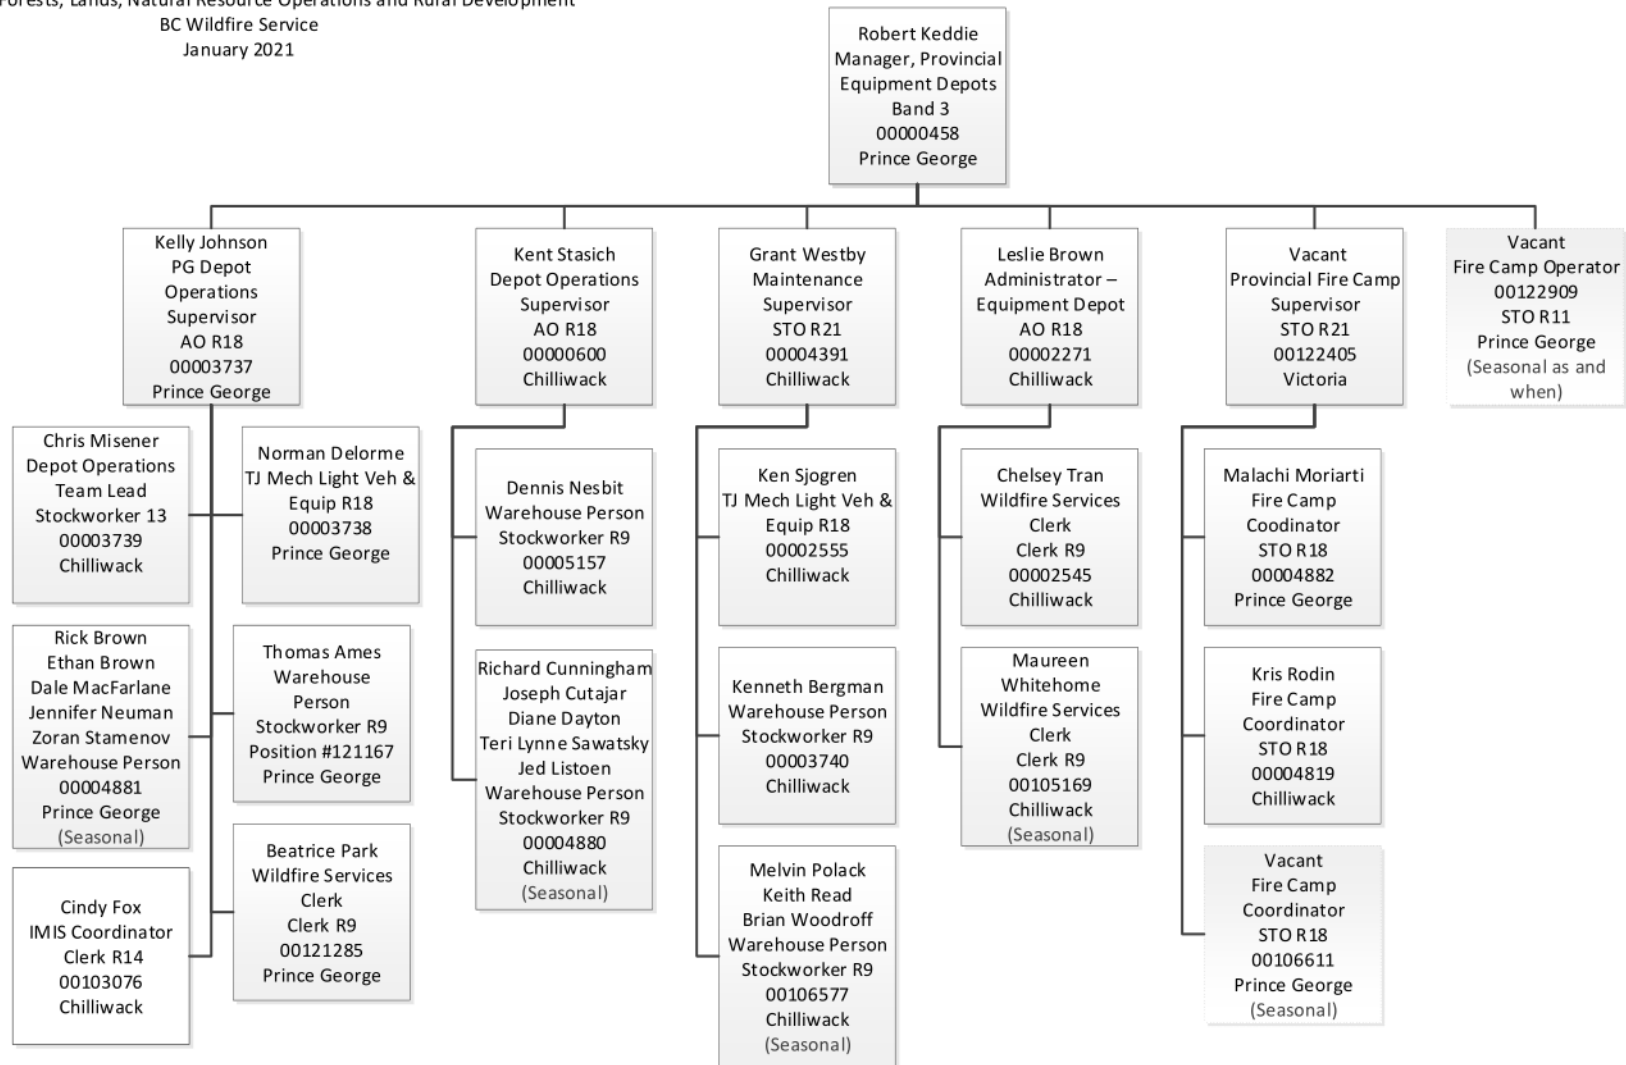 Forests, Lands, Natural Resource Operations and Rural Development
BC Wildfire Service
January 2021
Robert Keddie
Manager, Provincial
Equipment Depots
Band 3
00000458
Prince George
Kelly Johnson
PG Depot
Operations
Supervisor
AO R18
00003737
Prince George
Kent Stasich
Depot Operations
Supervisor
AO R18
00000600
Chilliwack
Grant Westby
Maintenance
Supervisor
STO R21
00004391
Chilliwack
Leslie Brown
Administrator –
Equipment Depot
AO R18
00002271
Chilliwack
Vacant
Provincial Fire Camp
Supervisor
STO R21
00122405
Victoria
Vacant
Fire Camp Operator
00122909
STO R11
Prince George
(Seasonal as and
when)
Chris Misener
Depot Operations
Team Lead
Stockworker 13
00003739
Chilliwack
Norman Delorme
TJ Mech Light Veh &
Equip R18
00003738
Prince George
Rick Brown
Ethan Brown
Dale MacFarlane
Jennifer Neuman
Zoran Stamenov
Warehouse Person
00004881
Prince George
(Seasonal)
Thomas Ames
Warehouse
Person
Stockworker R9
Position #121167
Prince George
Cindy Fox
IMIS Coordinator
Clerk R14
00103076
Chilliwack
Beatrice Park
Wildfire Services
Clerk
Clerk R9
00121285
Prince George
Dennis Nesbit
Warehouse Person
Stockworker R9
00005157
Chilliwack
Richard Cunningham
Joseph Cutajar
Diane Dayton
Teri Lynne Sawatsky
Jed Listoen
Warehouse Person
Stockworker R9
00004880
Chilliwack
(Seasonal)
Ken Sjogren
TJ Mech Light Veh &
Equip R18
00002555
Chilliwack
Kenneth Bergman
Warehouse Person
Stockworker R9
00003740
Chilliwack
Melvin Polack
Keith Read
Brian Woodroff
Warehouse Person
Stockworker R9
00106577
Chilliwack
(Seasonal)
Chelsey Tran
Wildfire Services
Clerk
Clerk R9
00002545
Chilliwack
Maureen
Whitehome
Wildfire Services
Clerk
Clerk R9
00105169
Chilliwack
(Seasonal)
Malachi Moriarti
Fire Camp
Coodinator
STO R18
00004882
Prince George
Kris Rodin
Fire Camp
Coordinator
STO R18
00004819
Chilliwack
Vacant
Fire Camp
Coordinator
STO R18
00106611
Prince George
(Seasonal)